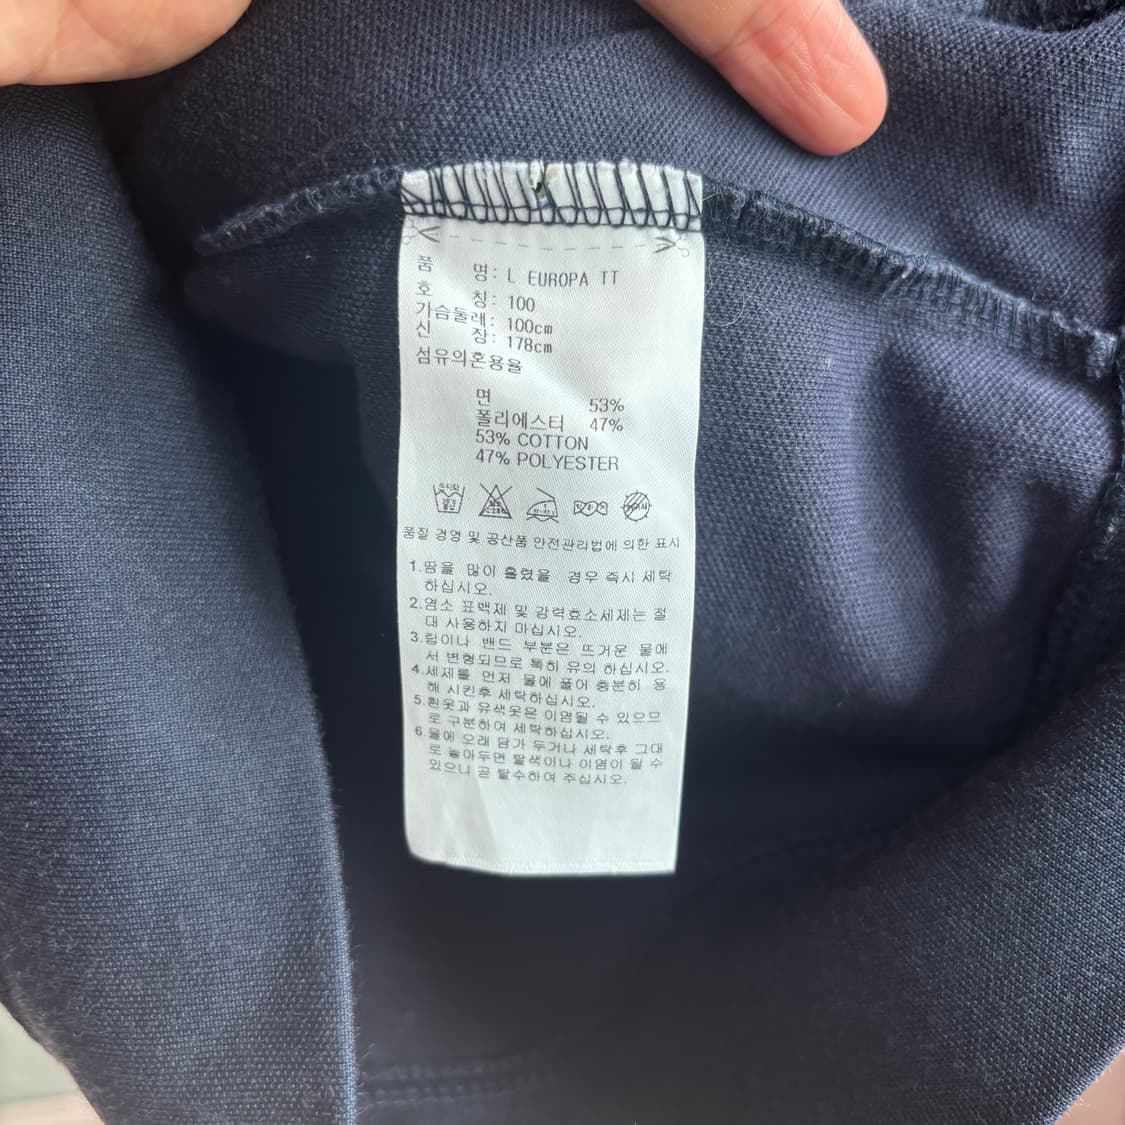 품 명: L EUROPA TT
호 칭: 100
가슴둘레: 100cm
신 장: 178cm
섬유의혼용율
면 53%
폴리에스터 47%
53% COTTON
47% POLYESTER
품질 경영 및 공산품 안전관리법에 의한 표시
1.땀을 많이 흘렸을 경우 즉시 세탁
하십시오.
2.염소 표백제 및 강력효소세제는 절
대 사용하지 마십시오.
3.립이나 밴드 부분은 뜨거운 물에
서 변형되므로 특히 유의 하십시오.
4.세제를 먼저 물에 풀어 충분히 용
해 시킨후 세탁하십시오.
5.흰옷과 유색옷은 이염될 수 있으므
로 구분하여 세탁하십시오.
6.물에 오래 담가 두거나 세탁후 그대
로 놓아두면 탈색이나 이염이 될 수
있으니 곧 탈수하여 주십시오.